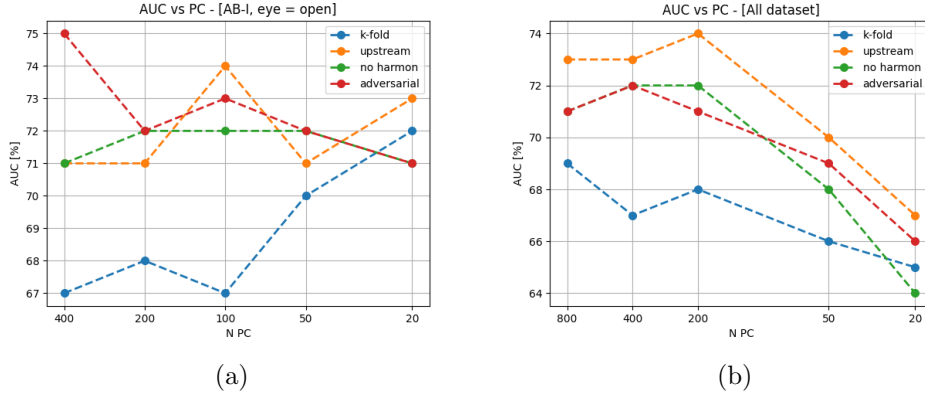 AUC vs PC - [AB-I, eye = open]
75
74
73
72
71
70
69
68
67
AUC [%]
400
200
100
50
20
N PC
k-fold
upstream
no harmon
adversarial
(a)
AUC vs PC - [All dataset]
74
72
70
68
66
64
AUC [%]
800
400
200
50
20
N PC
k-fold
upstream
no harmon
adversarial
(b)